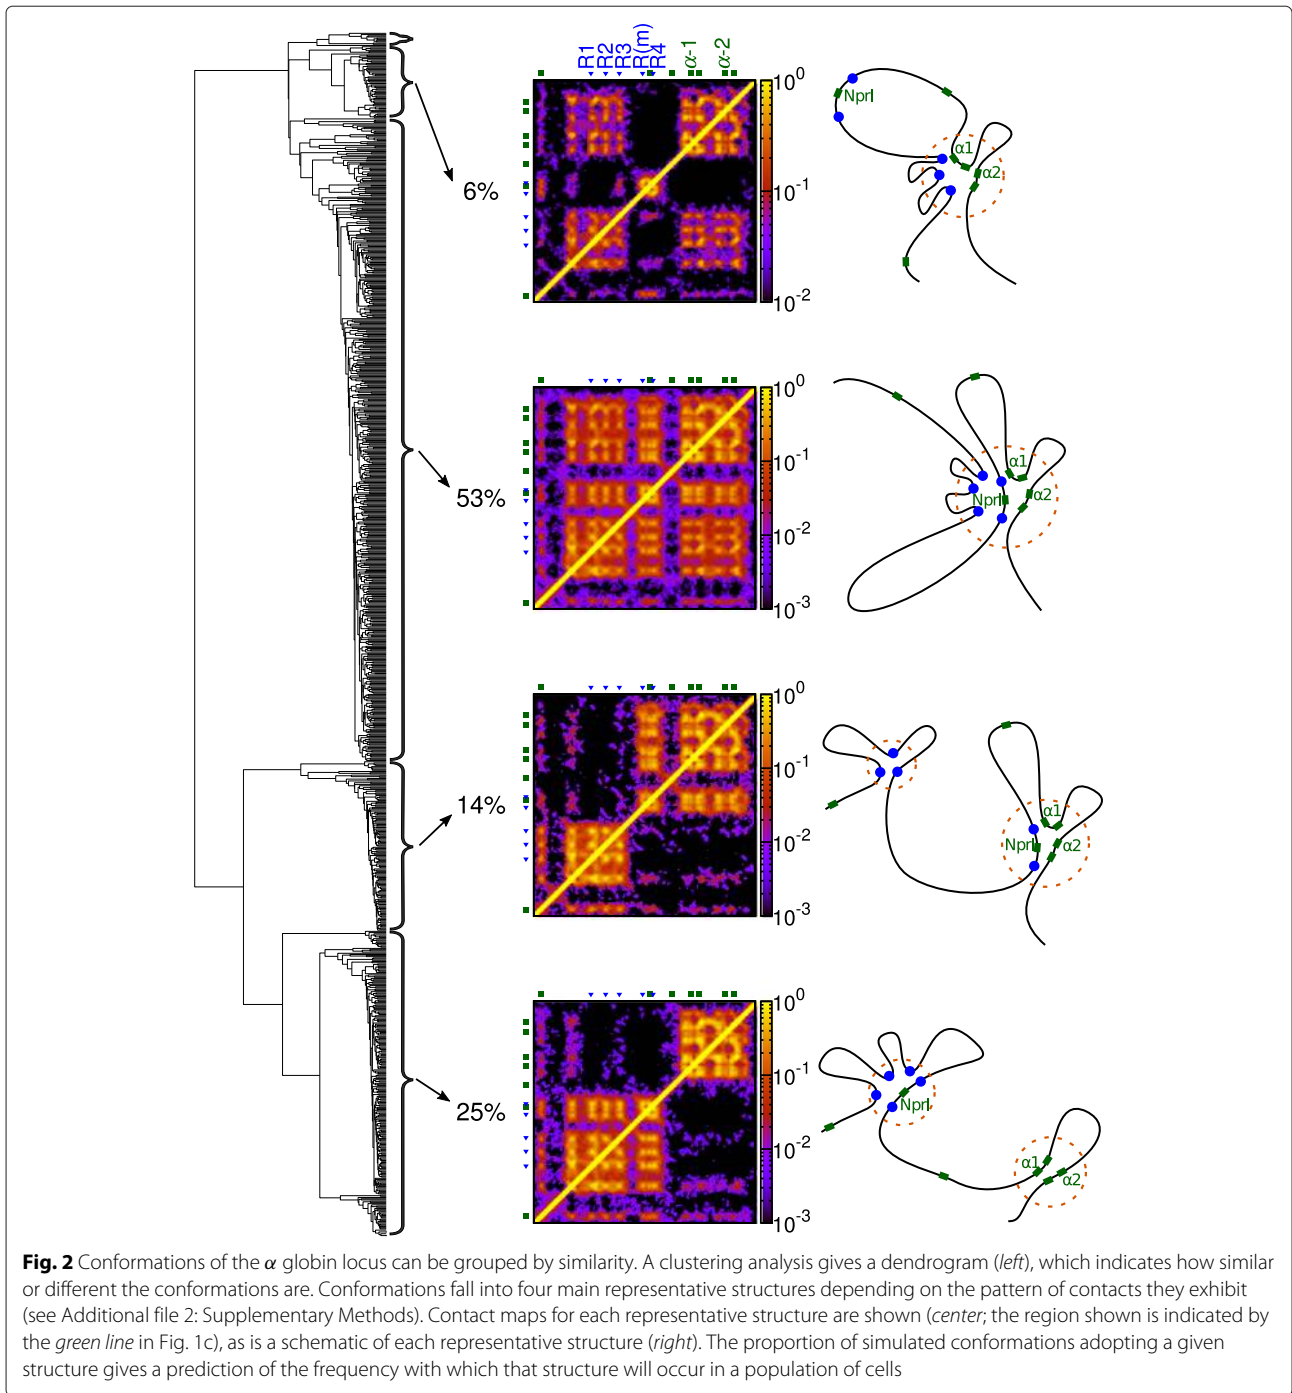 R1
R2
R3
R(m)
R4
α-1
α-2
10^0
10^-1
10^-2
6%
Nprl
α1
α2
10^0
10^-1
10^-2
10^-3
53%
Nprl
α1
α2
10^0
10^-1
10^-2
10^-3
14%
Nprl
α1
α2
10^0
10^-1
10^-2
10^-3
25%
Nprl
α1
α2
Fig. 2 Conformations of the α globin locus can be grouped by similarity. A clustering analysis gives a dendrogram (left), which indicates how similar
or different the conformations are. Conformations fall into four main representative structures depending on the pattern of contacts they exhibit
(see Additional file 2: Supplementary Methods). Contact maps for each representative structure are shown (center; the region shown is indicated by
the green line in Fig. 1c), as is a schematic of each representative structure (right). The proportion of simulated conformations adopting a given
structure gives a prediction of the frequency with which that structure will occur in a population of cells